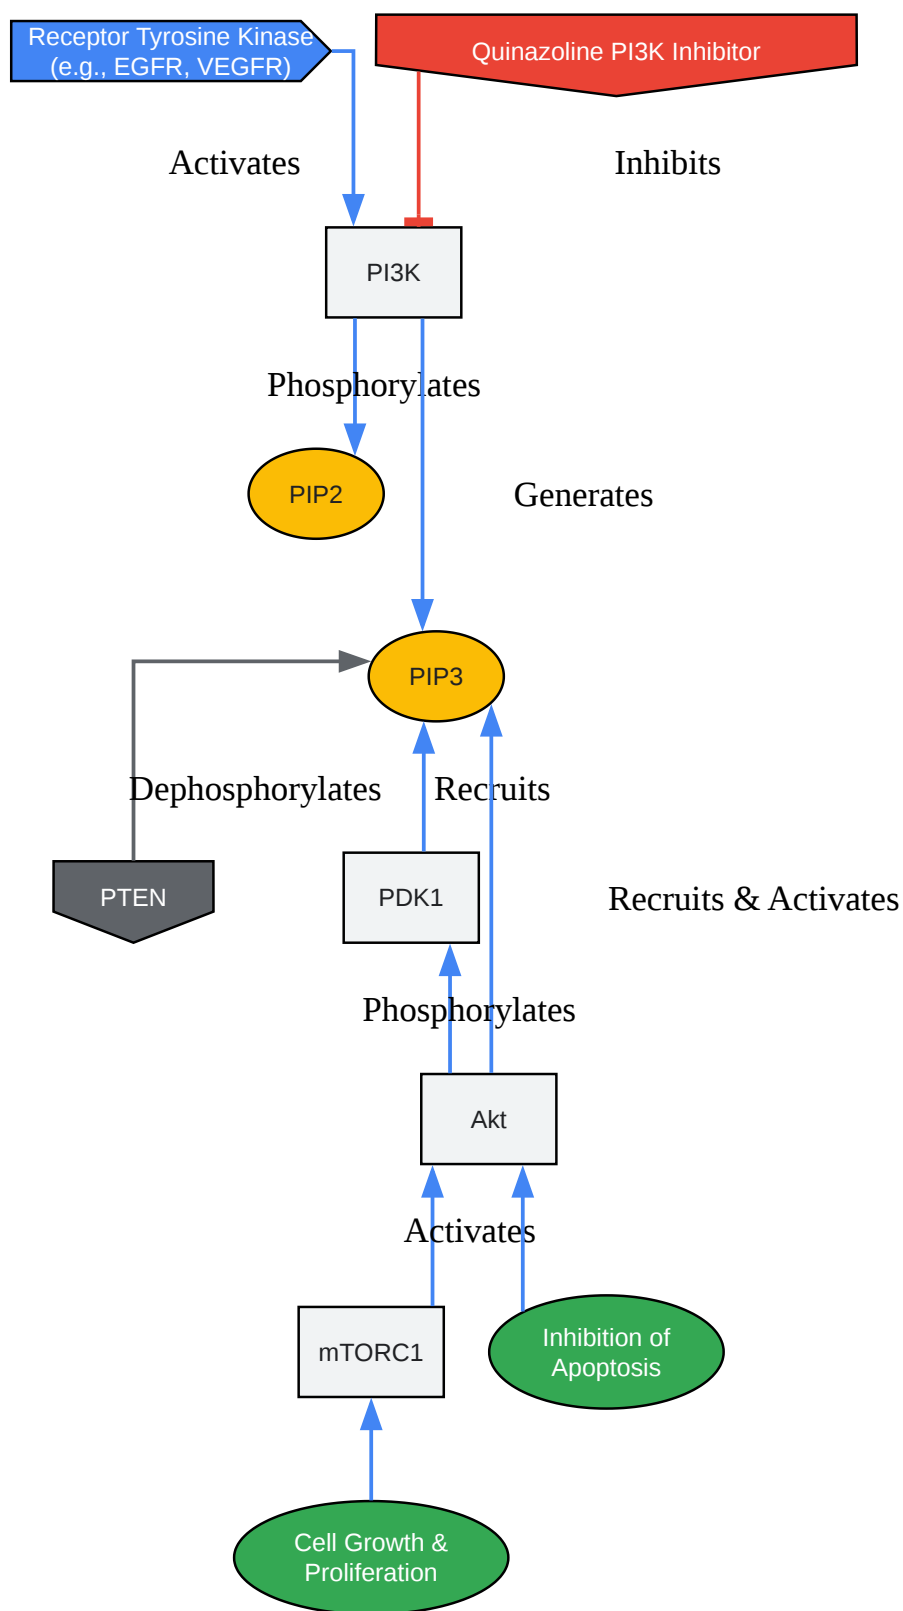 Receptor Tyrosine Kinase
(e.g., EGFR, VEGFR)
Quinazoline PI3K Inhibitor
Activates
Inhibits
PI3K
Phosphorylates
PIP2
Generates
PIP3
Dephosphorylates
Recruits
PTEN
PDK1
Recruits & Activates
Phosphorylates
Akt
Activates
mTORC1
Inhibition of
Apoptosis
Cell Growth &
Proliferation